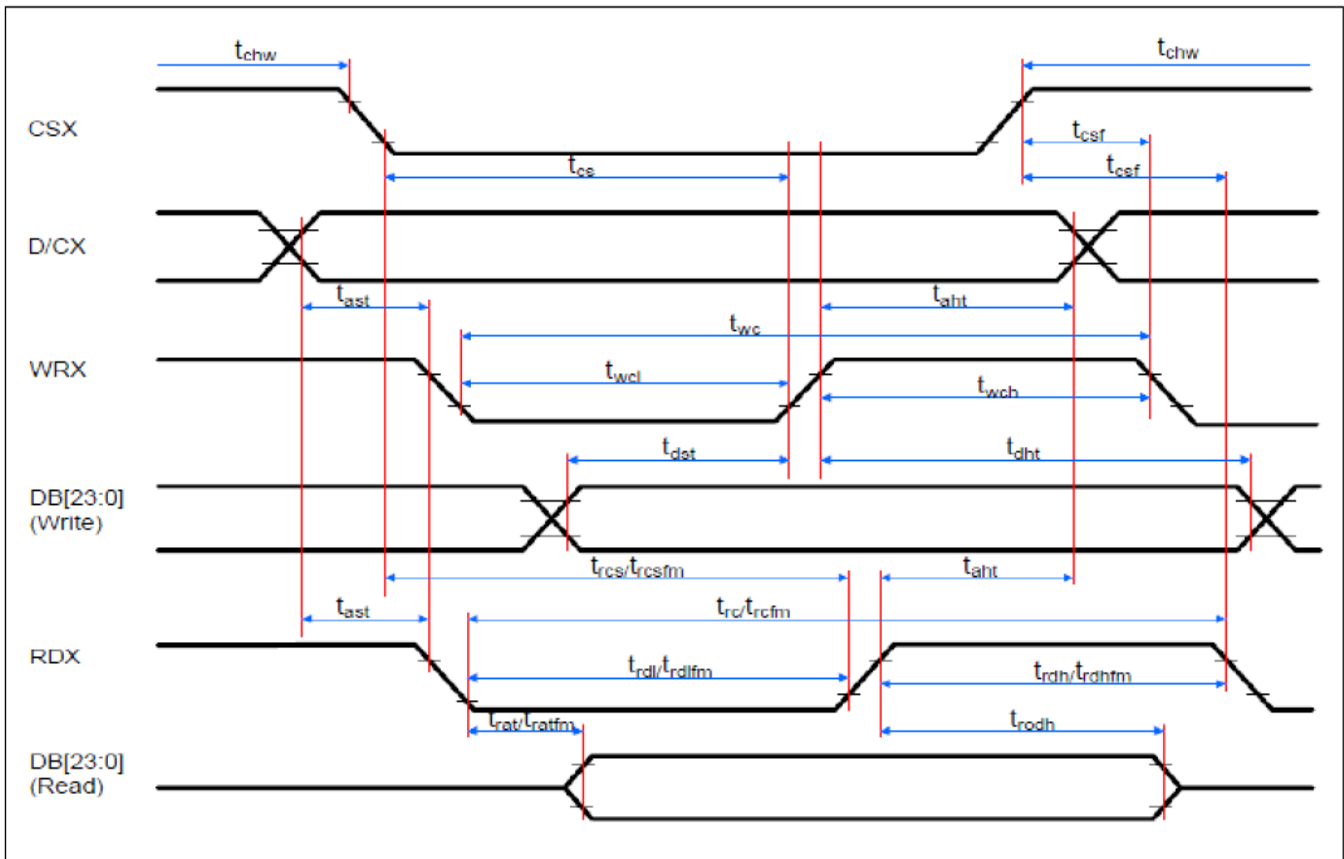 tchw
tchw
CSX
tcsf
tcs
tcsf
D/CX
tast
taht
twc
WRX
twcl
twch
tdst
tdht
DB[23:0]
(Write)
trcs/trcsfm
taht
tast
trc/trcfm
RDX
trdl/trdlfm
trdh/trdhfm
trat/tratfm
trodh
DB[23:0]
(Read)